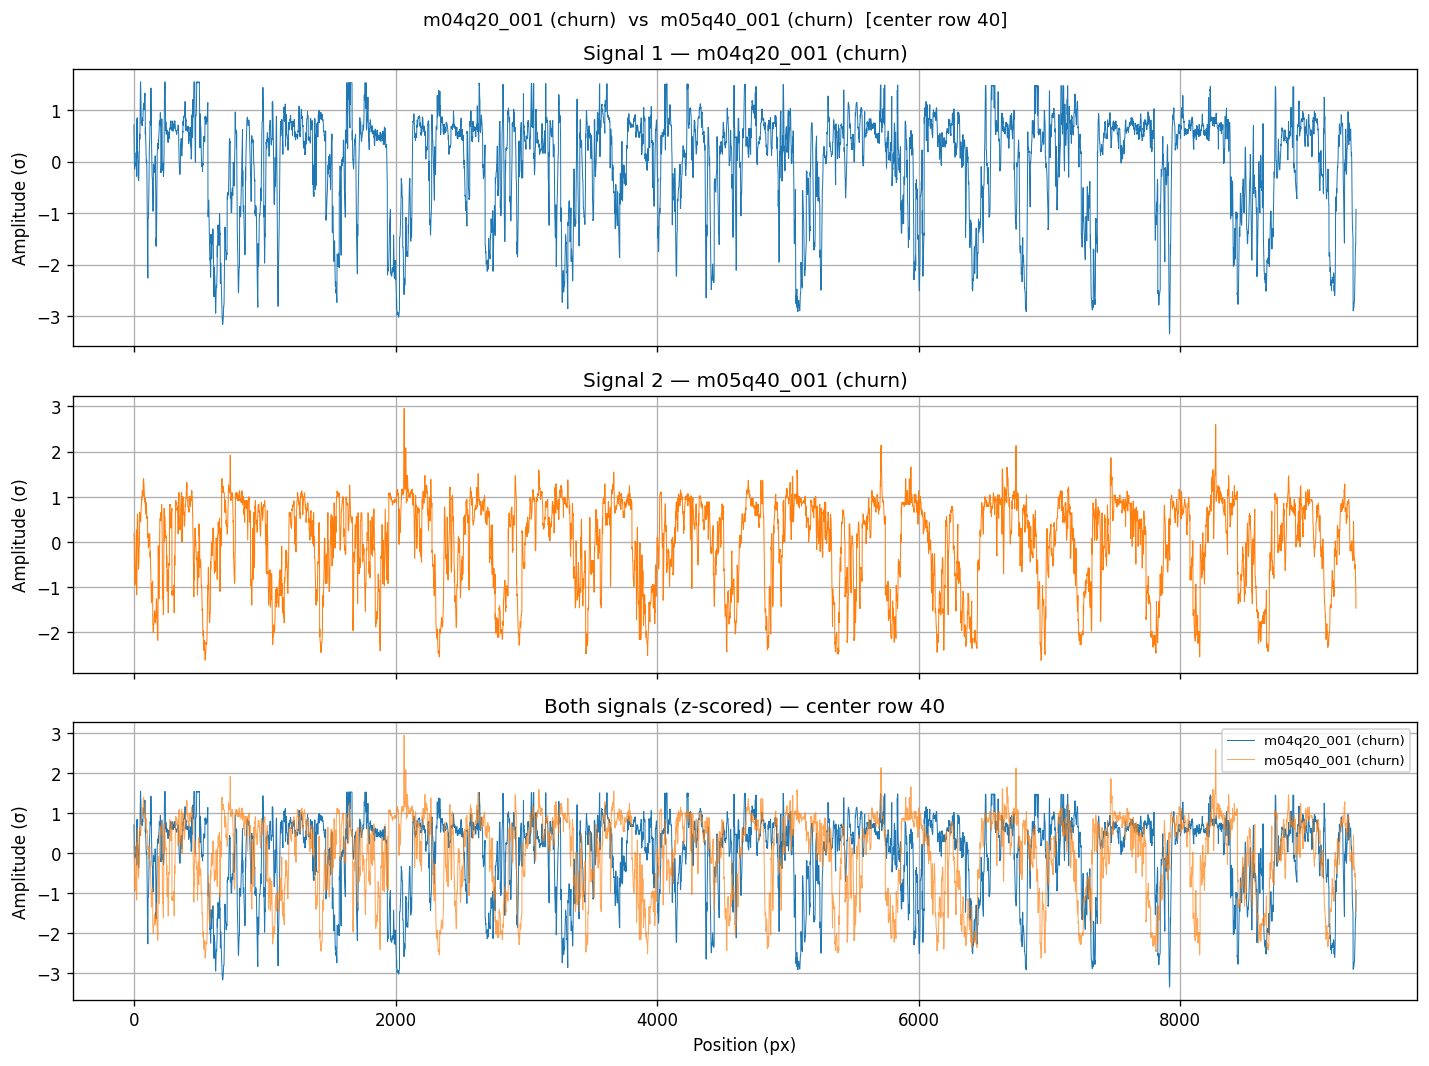 m04q20_001 (churn)  vs  m05q40_001 (churn)  [center row 40]
Signal 1 — m04q20_001 (churn)
Amplitude (σ)
1
0
−1
−2
−3
Signal 2 — m05q40_001 (churn)
Amplitude (σ)
3
2
1
0
−1
−2
Both signals (z-scored) — center row 40
Amplitude (σ)
3
2
1
0
−1
−2
−3
m04q20_001 (churn)
m05q40_001 (churn)
0
2000
4000
6000
8000
Position (px)